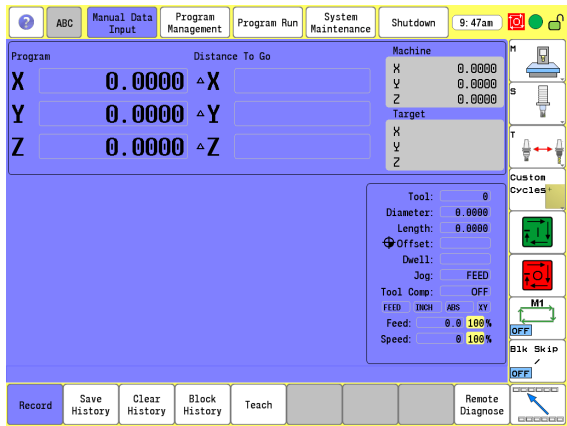 ? ABC Manual Data Input Program Management Program Run System Maintenance Shutdown 9:47am
Program Distance To Go Machine
X 0.0000 △X X 0.0000
Y 0.0000
Z 0.0000
Y 0.0000 △Y Target
X
Y
Z 0.0000 △Z Z
M
S
T
Custom
Cycles+
Tool: 0
Diameter: 0.0000
Length: 0.0000
Offset:
Dwell:
Jog: FEED
Tool Comp: OFF
FEED INCH ABS XY
Feed: 0.0 100%
Speed: 0 100%
M1
OFF
Blk Skip
/
OFF
Record Save History Clear History Block History Teach Remote Diagnose